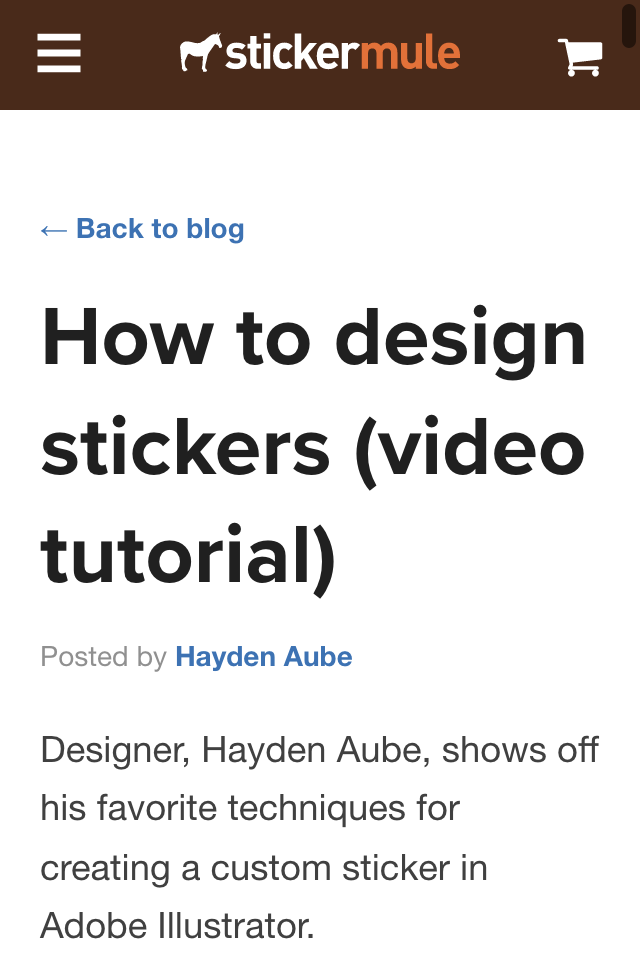 stickermule
← Back to blog
How to design
stickers (video
tutorial)
Posted by Hayden Aube
Designer, Hayden Aube, shows off
his favorite techniques for
creating a custom sticker in
Adobe Illustrator.